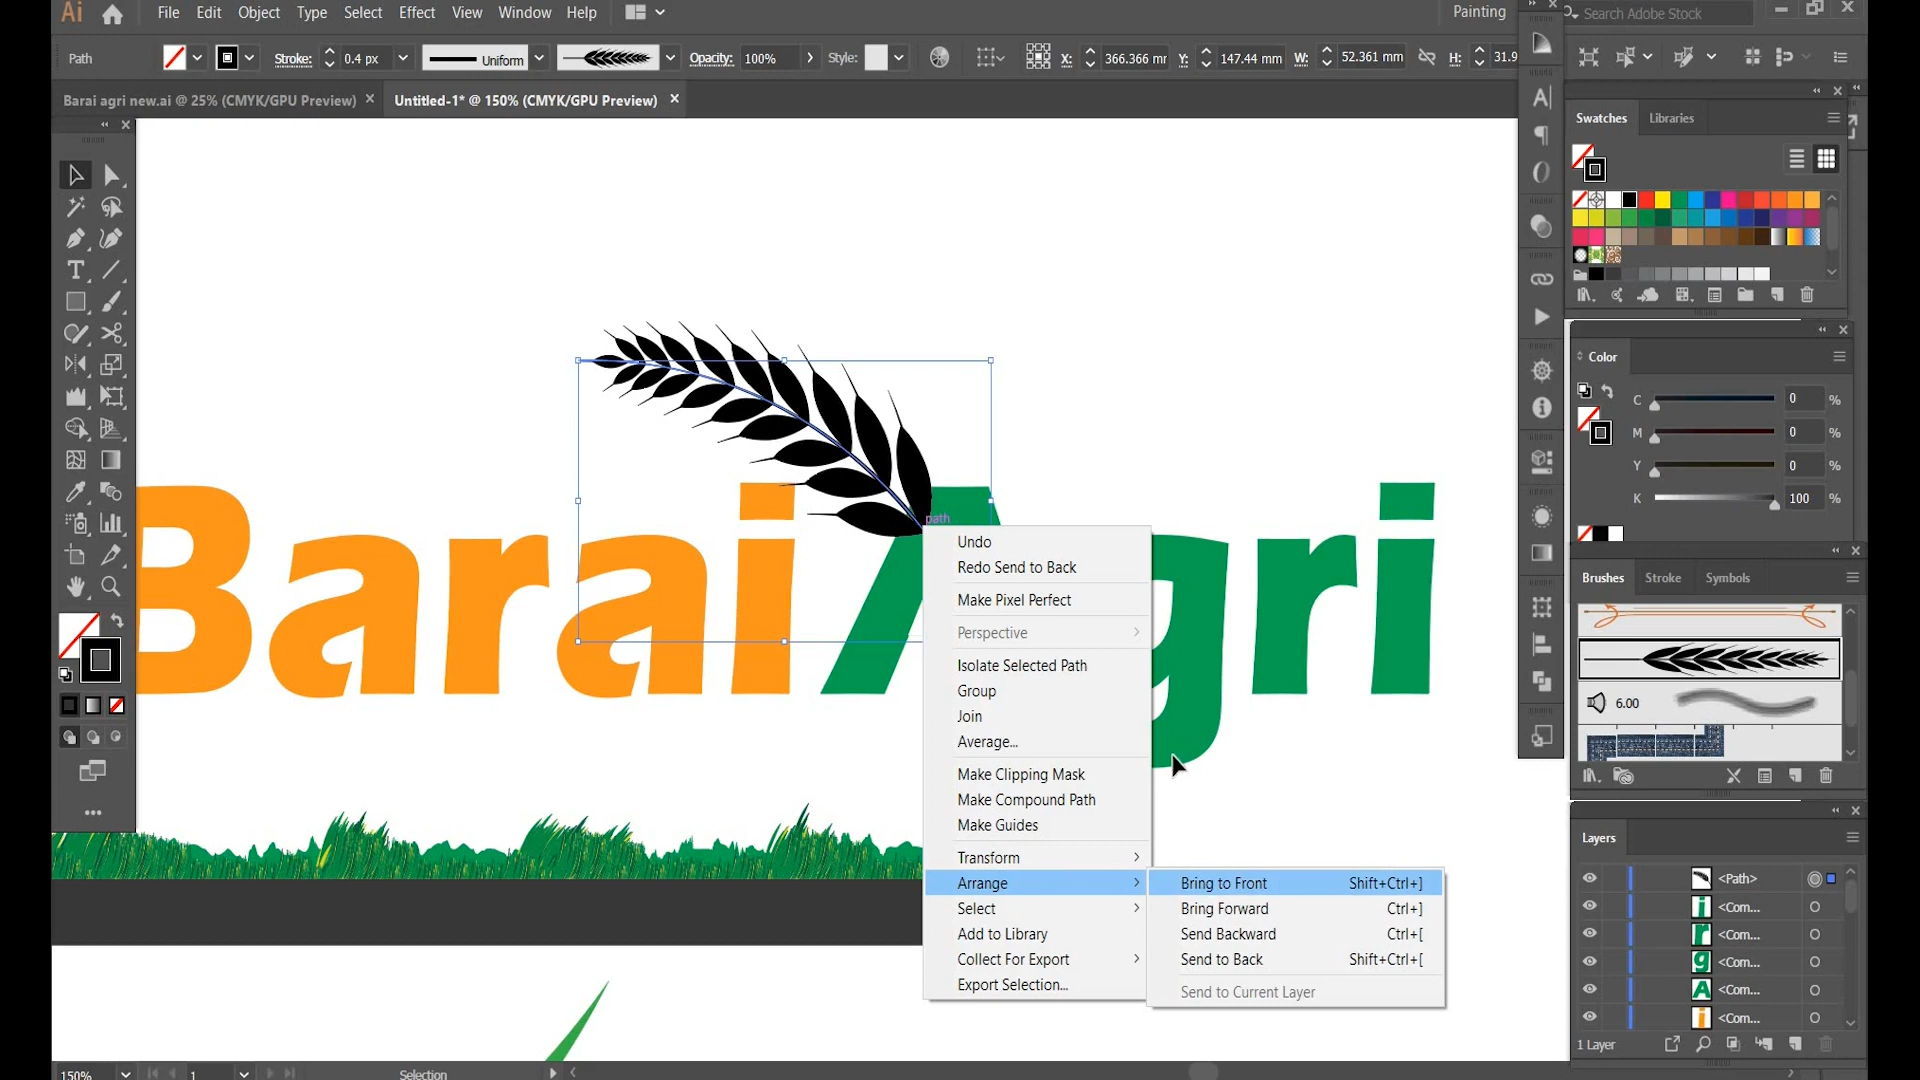 Ai File Edit Object Type Select Effect View Window Help
Painting Search Adobe Stock
Path Stroke: 0.4 px Uniform Opacity: 100% Style: X: 366.366 mm Y: 147.44 mm W: 52.361 mm H: 31.9
Barai agri new.ai @ 25% (CMYK/GPU Preview)
Untitled-1* @ 150% (CMYK/GPU Preview)
Swatches Libraries
Color
C 0 %
M 0 %
Y 0 %
K 100 %
BaraiAgri
path
Undo
Redo Send to Back
Make Pixel Perfect
Perspective
Isolate Selected Path
Group
Join
Average...
Make Clipping Mask
Make Compound Path
Make Guides
Transform
Arrange
Select
Add to Library
Collect For Export
Export Selection...
Bring to Front Shift+Ctrl+]
Bring Forward Ctrl+]
Send Backward Ctrl+[
Send to Back Shift+Ctrl+[
Send to Current Layer
Brushes Stroke Symbols
6.00
Layers
<Path>
i <Com...
r <Com...
g <Com...
A <Com...
i <Com...
1 Layer
150% 1 Selection